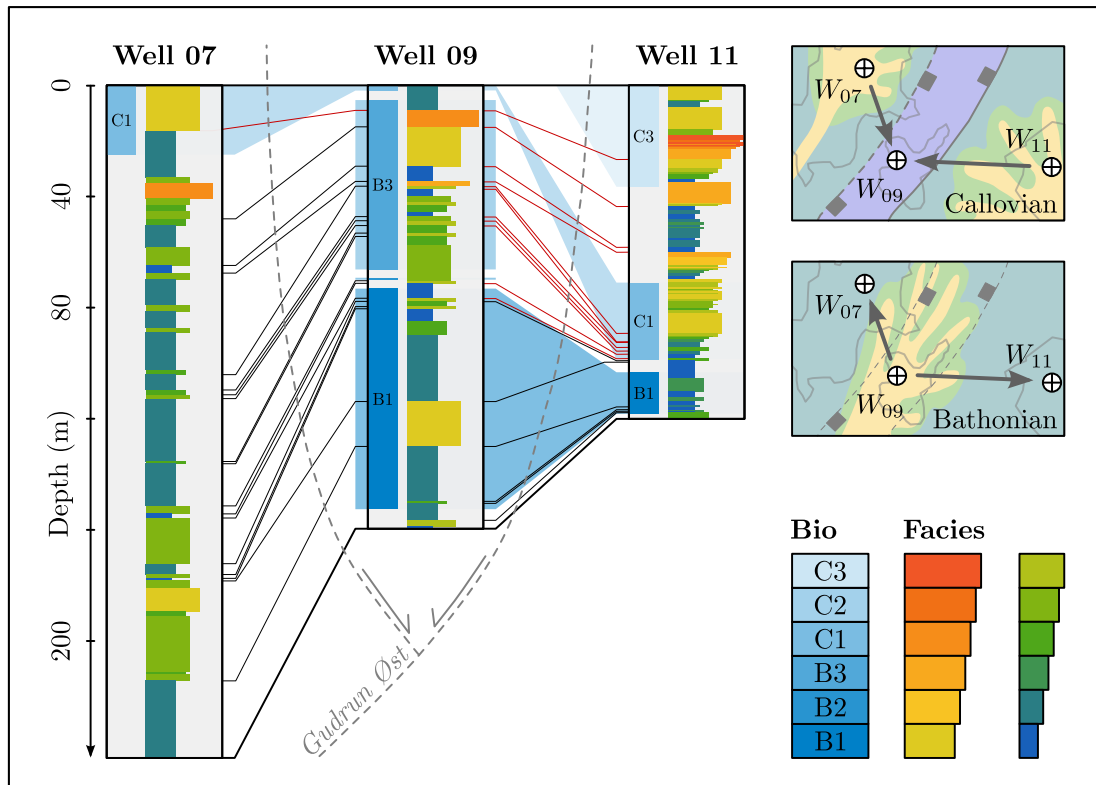 Well 07
Well 09
Well 11
0
40
80
200
Depth (m)
C1
B3
B1
C3
C1
B1
Gudrun Øst
W07
W11
W09
Callovian
W07
W11
W09
Bathonian
Bio
Facies
C3
C2
C1
B3
B2
B1